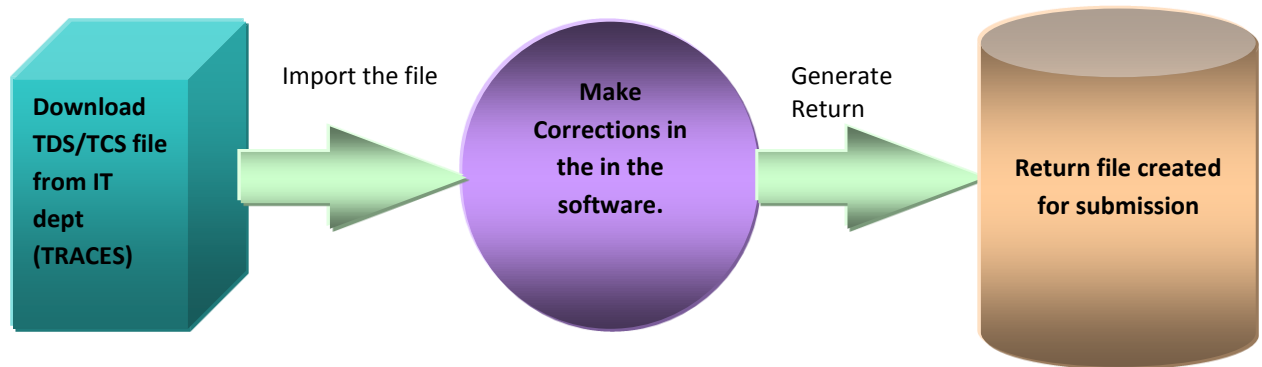 Download
TDS/TCS file
from IT
dept
(TRACES)
Import the file
Make
Corrections in
the in the
software.
Generate
Return
Return file created
for submission